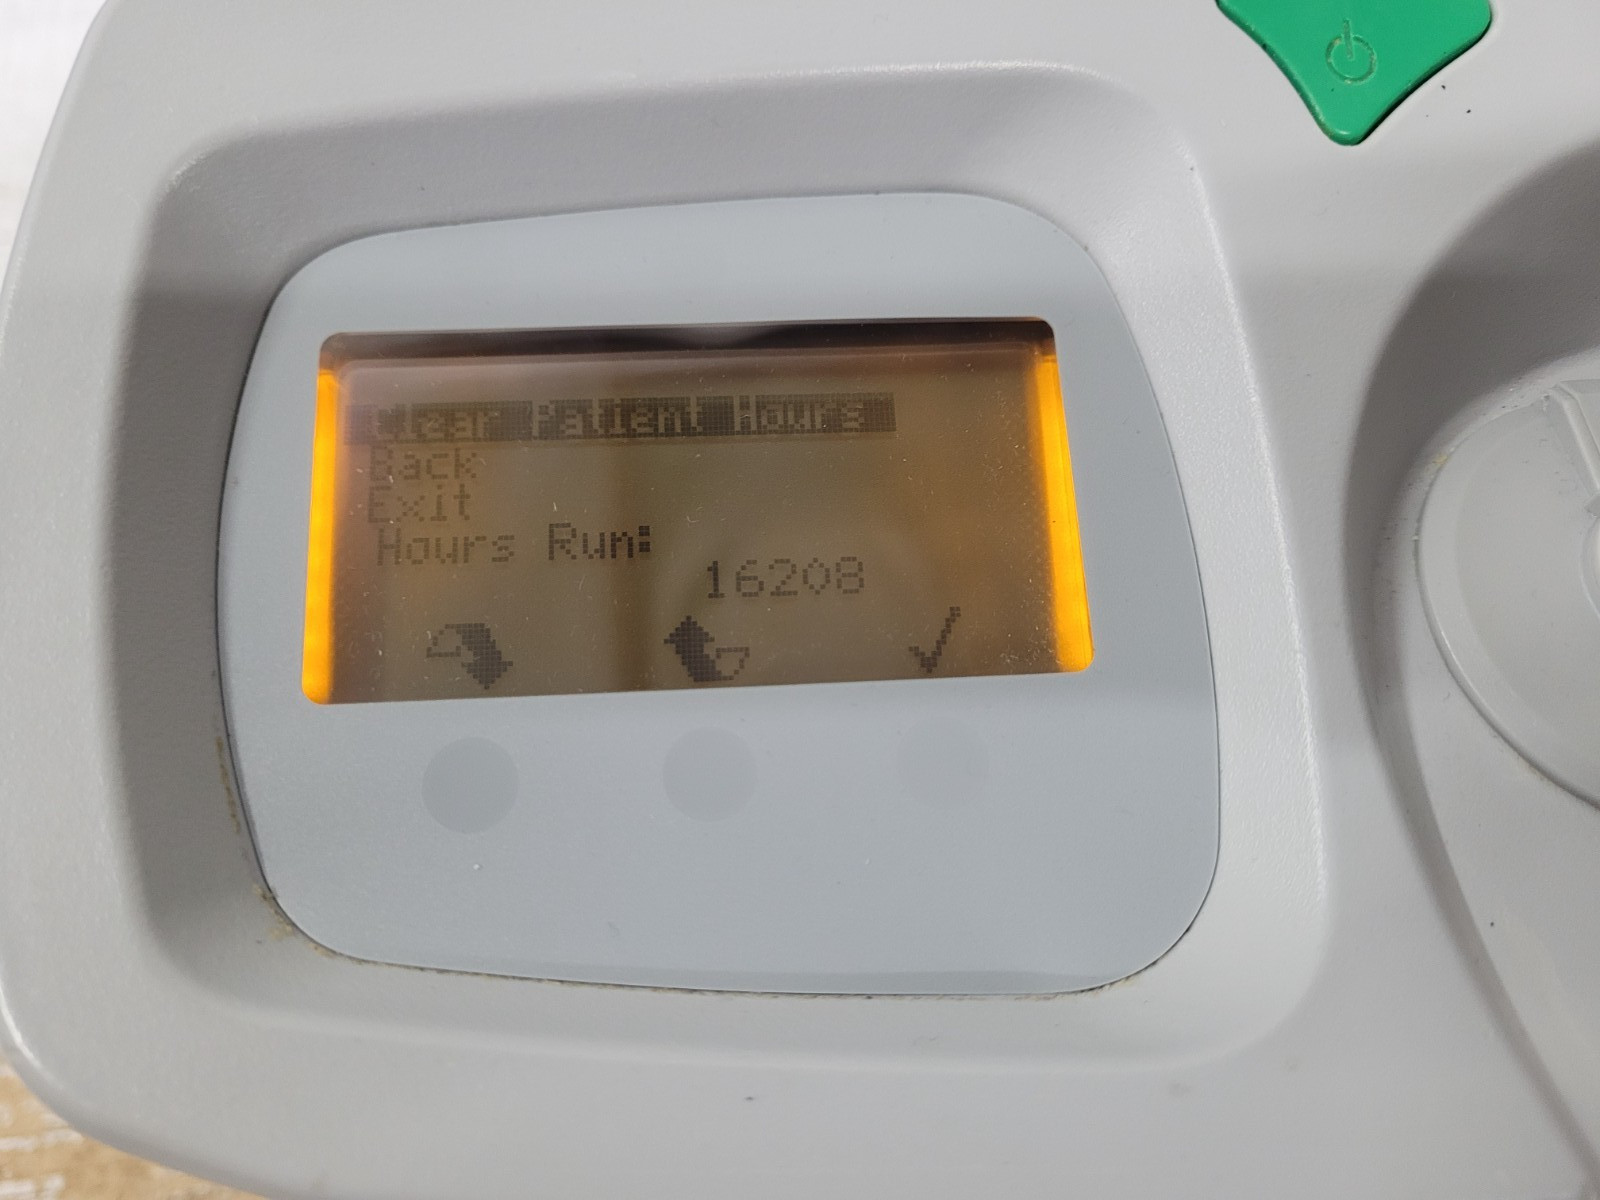 Clear Patient Hours
Back
Exit
Hours Run:
16208